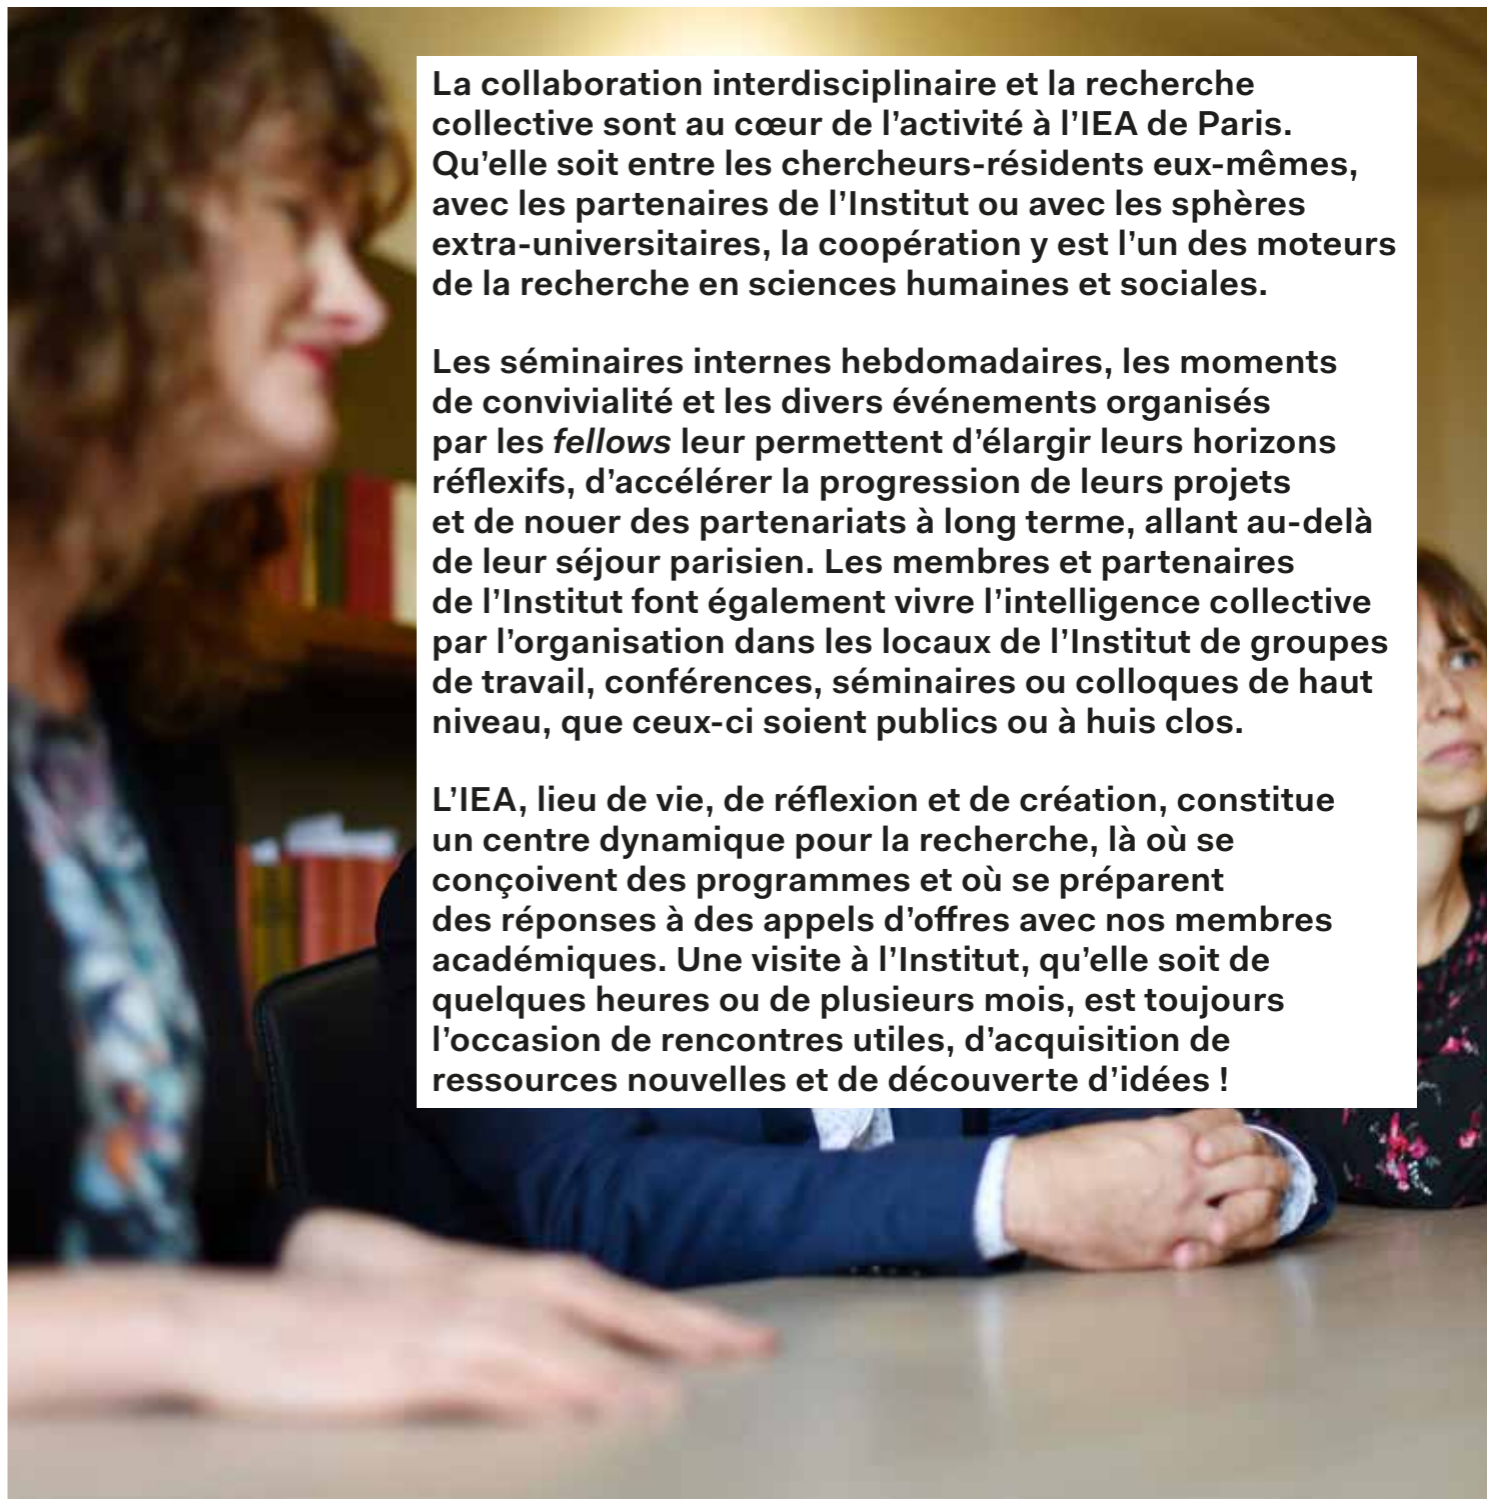 La collaboration interdisciplinaire et la recherche
collective sont au cœur de l’activité à l’IEA de Paris.
Qu’elle soit entre les chercheurs-résidents eux-mêmes,
avec les partenaires de l’Institut ou avec les sphères
extra-universitaires, la coopération y est l’un des moteurs
de la recherche en sciences humaines et sociales.

Les séminaires internes hebdomadaires, les moments
de convivialité et les divers événements organisés
par les fellows leur permettent d’élargir leurs horizons
réflexifs, d’accélérer la progression de leurs projets
et de nouer des partenariats à long terme, allant au-delà
de leur séjour parisien. Les membres et partenaires
de l’Institut font également vivre l’intelligence collective
par l’organisation dans les locaux de l’Institut de groupes
de travail, conférences, séminaires ou colloques de haut
niveau, que ceux-ci soient publics ou à huis clos.

L’IEA, lieu de vie, de réflexion et de création, constitue
un centre dynamique pour la recherche, là où se
conçoivent des programmes et où se préparent
des réponses à des appels d’offres avec nos membres
académiques. Une visite à l’Institut, qu’elle soit de
quelques heures ou de plusieurs mois, est toujours
l’occasion de rencontres utiles, d’acquisition de
ressources nouvelles et de découverte d’idées !